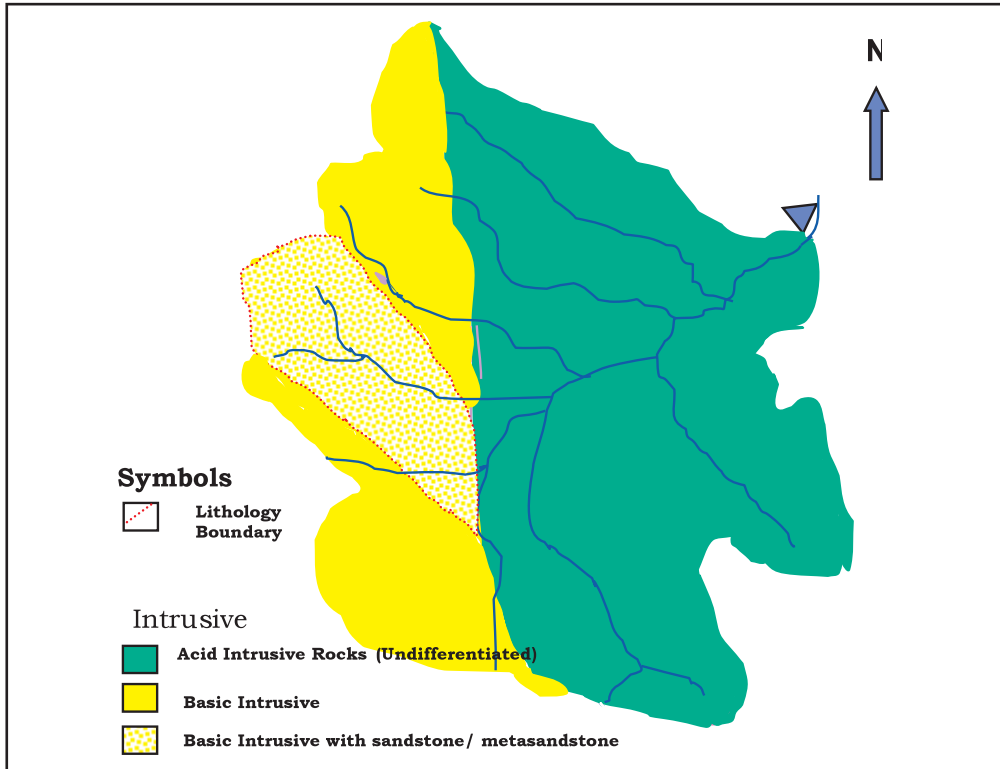 N
Symbols
Lithology
Boundary
Intrusive
Acid Intrusive Rocks (Undifferentiated)
Basic Intrusive
Basic Intrusive with sandstone/ metasandstone